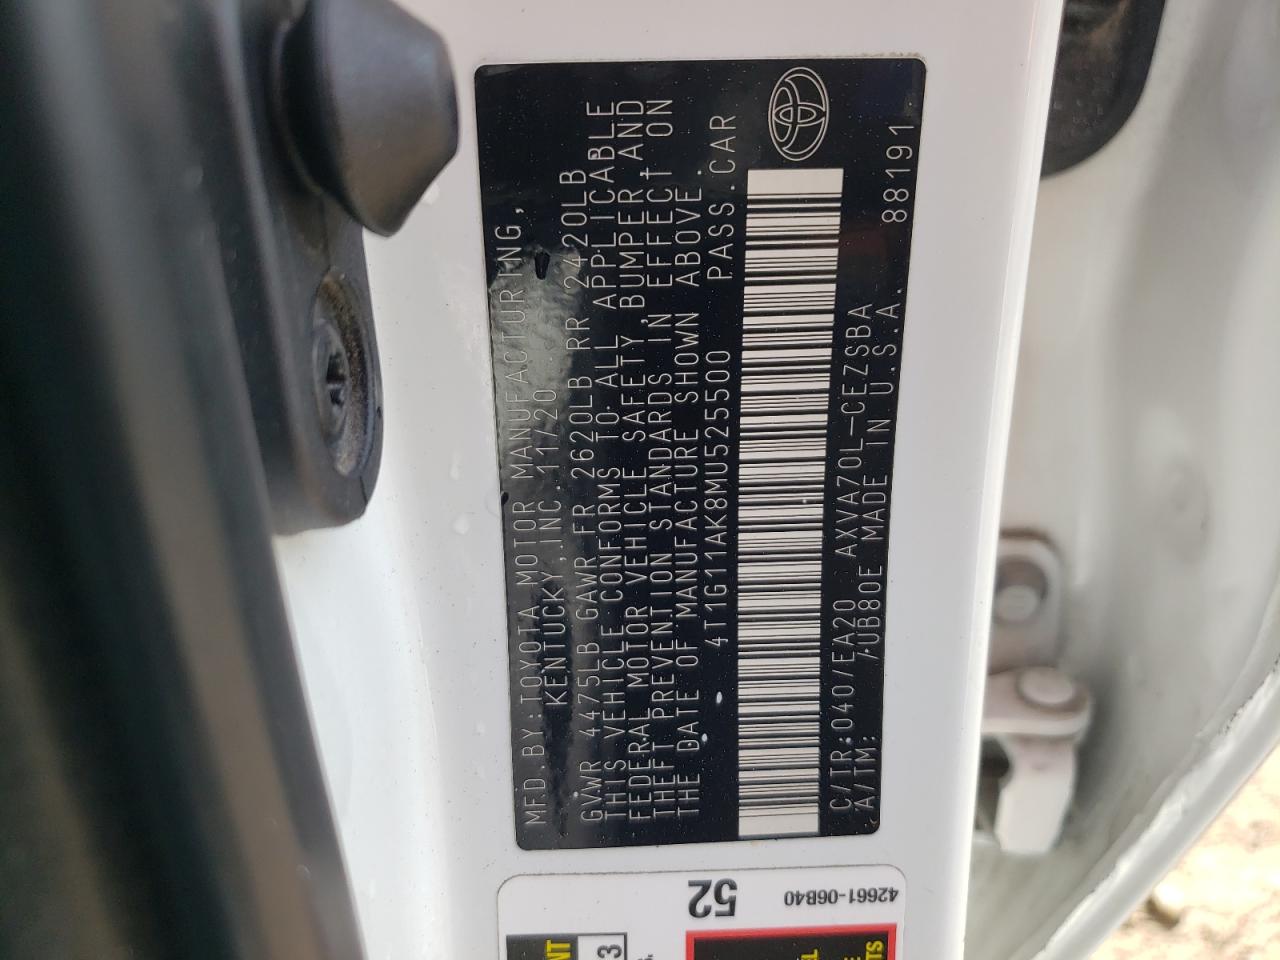 MFD. BY: TOYOTA MOTOR MANUFACTURING,
KENTUCKY, INC. 11/20
GVWR 4475LB GAWR FR 2620LB RR 2420LB
THIS VEHICLE CONFORMS TO ALL APPLICABLE
FEDERAL MOTOR VEHICLE SAFETY, BUMPER, AND
THEFT PREVENTION STANDARDS IN EFFECT ON
THE DATE OF MANUFACTURE SHOWN ABOVE.
4T1G11AK8MU525500 PASS. CAR
C/TR: 040/EA20 AXVA70L-CEZSBA
A/TM: /UB80E MADE IN U.S.A. 88191
52
42661-06B40
3